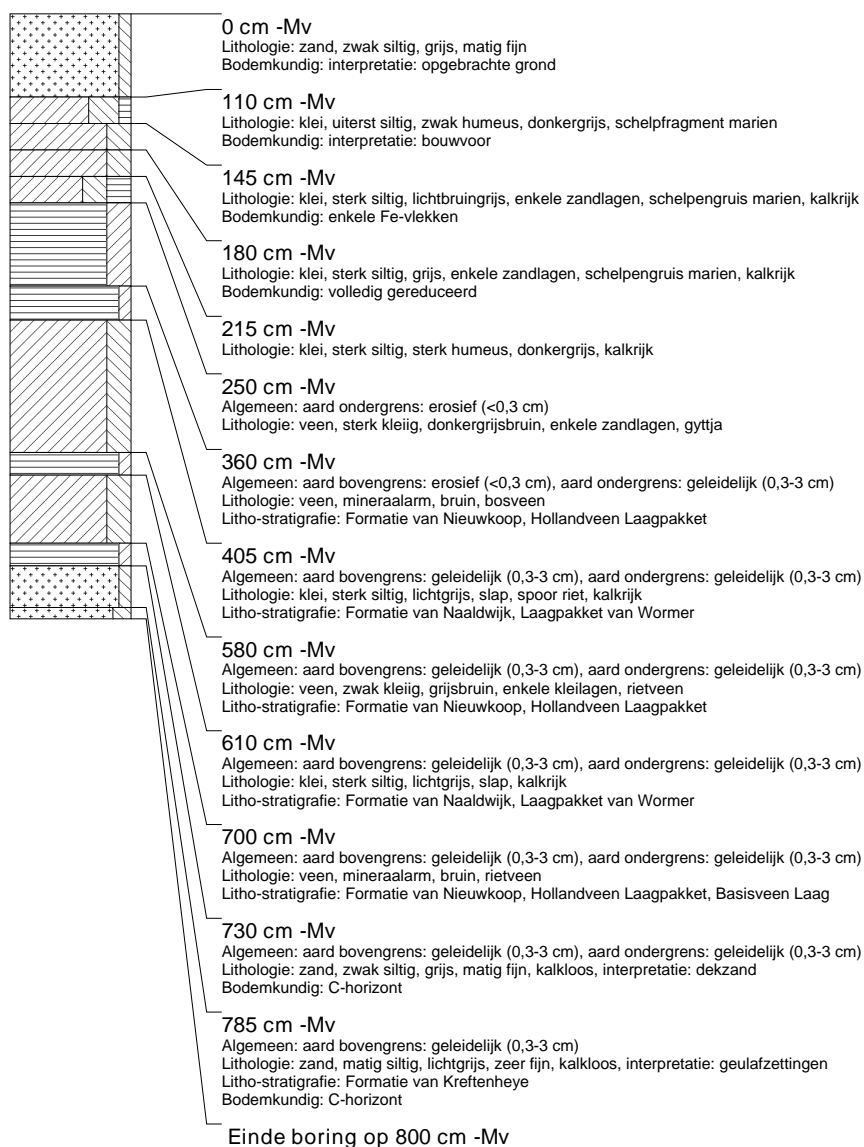 0 cm -Mv
Lithologie: zand, zwak siltig, grijs, matig fijn
Bodemkundig: interpretatie: opgebrachte grond
110 cm -Mv
Lithologie: klei, uiterst siltig, zwak humeus, donkergrijs, schelpfragment marien
Bodemkundig: interpretatie: bouwvoor
145 cm -Mv
Lithologie: klei, sterk siltig, lichtbruingrijs, enkele zandlagen, schelpengruis marien, kalkrijk
Bodemkundig: enkele Fe-vlekken
180 cm -Mv
Lithologie: klei, sterk siltig, grijs, enkele zandlagen, schelpengruis marien, kalkrijk
Bodemkundig: volledig gereduceerd
215 cm -Mv
Lithologie: klei, sterk siltig, sterk humeus, donkergrijs, kalkrijk
250 cm -Mv
Algemeen: aard ondergrens: erosief (<0,3 cm)
Lithologie: veen, sterk kleiig, donkergrijsbruin, enkele zandlagen, gyttja
360 cm -Mv
Algemeen: aard bovengrens: erosief (<0,3 cm), aard ondergrens: geleidelijk (0,3-3 cm)
Lithologie: veen, mineraalarm, bruin, bosveen
Litho-stratigrafie: Formatie van Nieuwkoop, Hollandveen Laagpakket
405 cm -Mv
Algemeen: aard bovengrens: geleidelijk (0,3-3 cm), aard ondergrens: geleidelijk (0,3-3 cm)
Lithologie: klei, sterk siltig, lichtgrijs, slap, spoor riet, kalkrijk
Litho-stratigrafie: Formatie van Naaldwijk, Laagpakket van Wormer
580 cm -Mv
Algemeen: aard bovengrens: geleidelijk (0,3-3 cm), aard ondergrens: geleidelijk (0,3-3 cm)
Lithologie: veen, zwak kleiig, grijsbruin, enkele kleilagen, rietveen
Litho-stratigrafie: Formatie van Nieuwkoop, Hollandveen Laagpakket
610 cm -Mv
Algemeen: aard bovengrens: geleidelijk (0,3-3 cm), aard ondergrens: geleidelijk (0,3-3 cm)
Lithologie: klei, sterk siltig, lichtgrijs, slap, kalkrijk
Litho-stratigrafie: Formatie van Naaldwijk, Laagpakket van Wormer
700 cm -Mv
Algemeen: aard bovengrens: geleidelijk (0,3-3 cm), aard ondergrens: geleidelijk (0,3-3 cm)
Lithologie: veen, mineraalarm, bruin, rietveen
Litho-stratigrafie: Formatie van Nieuwkoop, Hollandveen Laagpakket, Basisveen Laag
730 cm -Mv
Algemeen: aard bovengrens: geleidelijk (0,3-3 cm), aard ondergrens: geleidelijk (0,3-3 cm)
Lithologie: zand, zwak siltig, grijs, matig fijn, kalkloos, interpretatie: dekzand
Bodemkundig: C-horizont
785 cm -Mv
Algemeen: aard bovengrens: geleidelijk (0,3-3 cm)
Lithologie: zand, matig siltig, lichtgrijs, zeer fijn, kalkloos, interpretatie: geulafzettingen
Litho-stratigrafie: Formatie van Kreftenheye
Bodemkundig: C-horizont
Einde boring op 800 cm -Mv